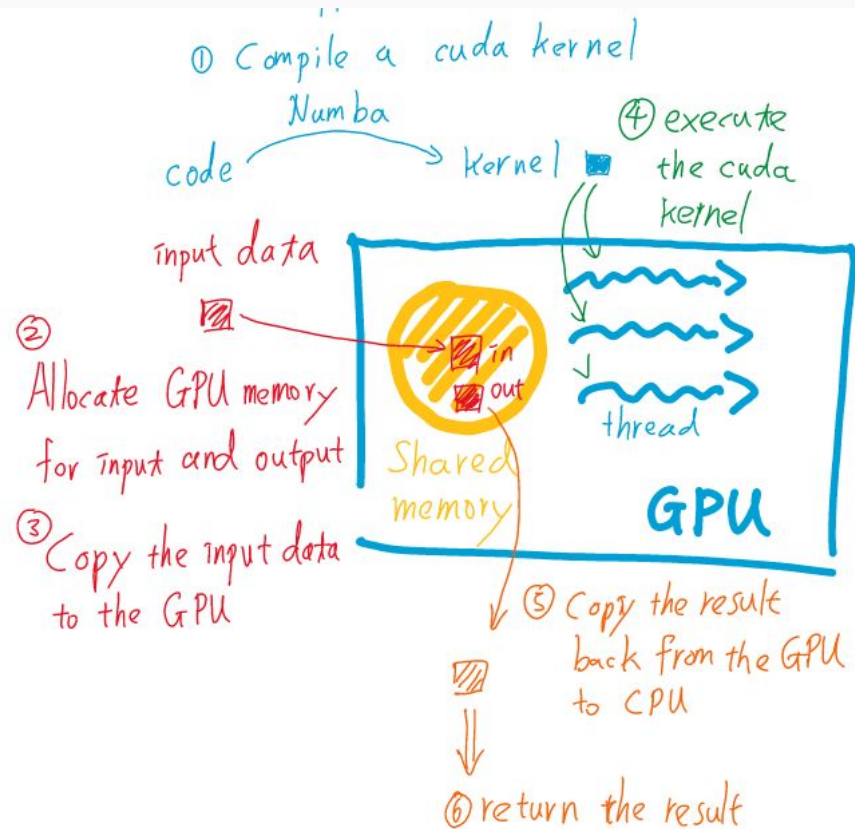 ① Compile a cuda kernel
Numba
code
kernel
④ execute
the cuda
kernel
input data
②
Allocate GPU memory
for input and output
③
Copy the input data
to the GPU
in
out
Shared
memory
thread
GPU
⑤ Copy the result
back from the GPU
to CPU
⑥ return the result